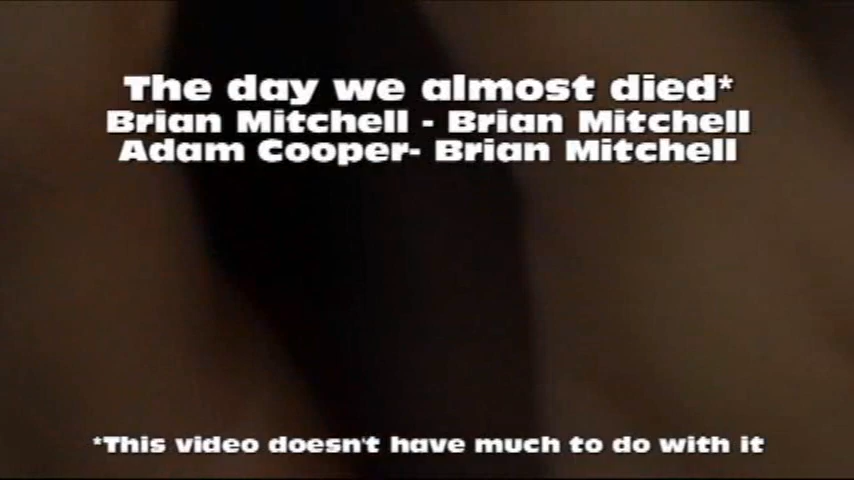 The day we almost died*
Brian Mitchell - Brian Mitchell
Adam Cooper- Brian Mitchell
*This video doesn't have much to do with it